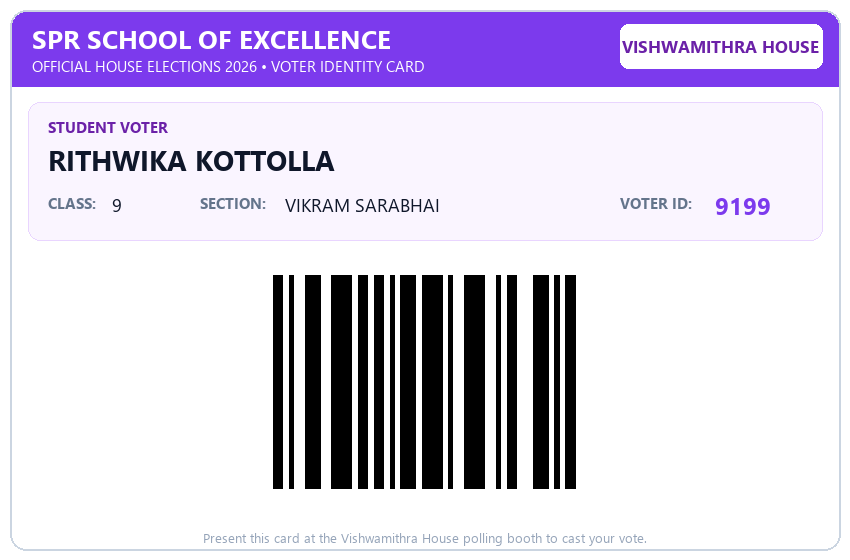 SPR SCHOOL OF EXCELLENCE
OFFICIAL HOUSE ELECTIONS 2026 • VOTER IDENTITY CARD
VISHWAMITHRA HOUSE
STUDENT VOTER
RITHWIKA KOTTOLLA
CLASS: 9 SECTION: VIKRAM SARABHAI VOTER ID: 9199
Present this card at the Vishwamithra House polling booth to cast your vote.